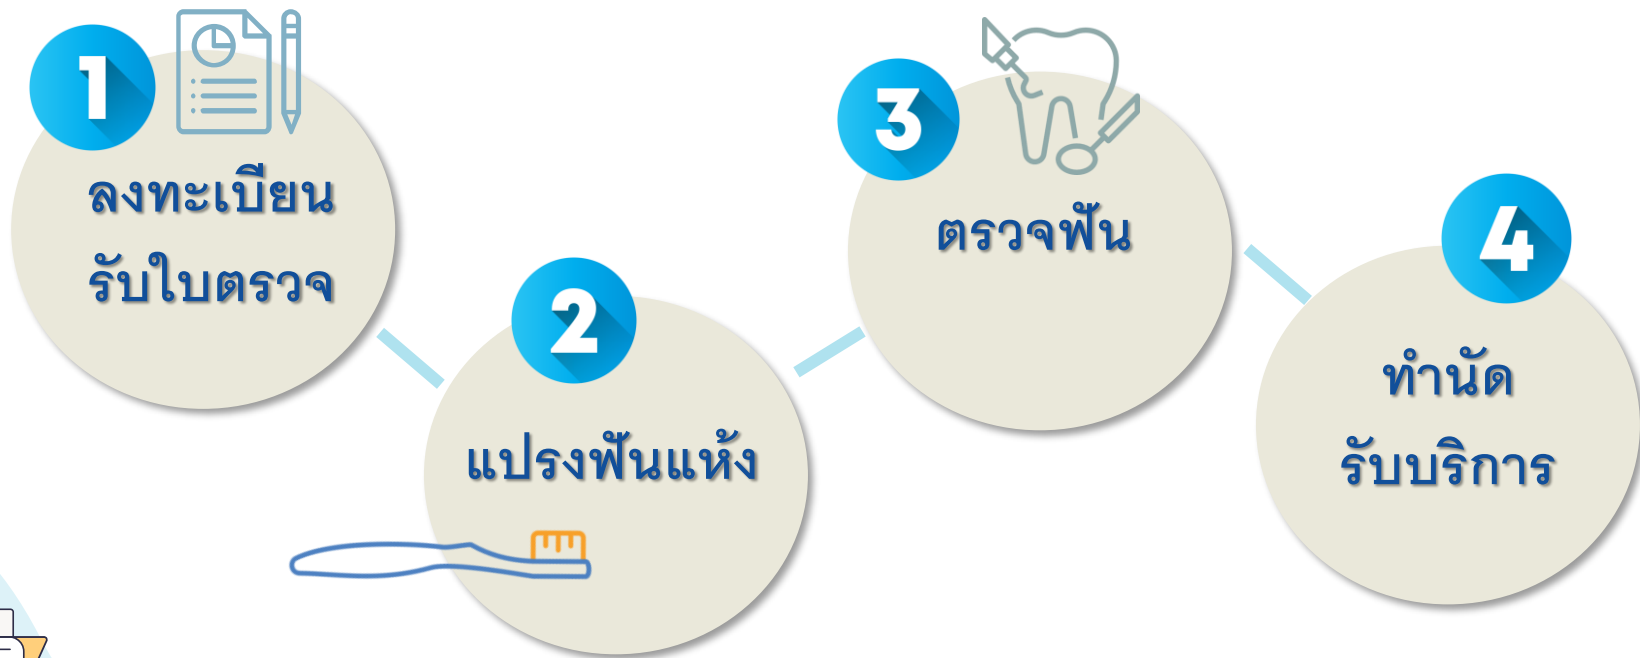 1
ลงทะเบียน
รับใบตรวจ
2
แปรงฟันแห้ง
3
ตรวจฟัน
4
ทำนัด
รับบริการ